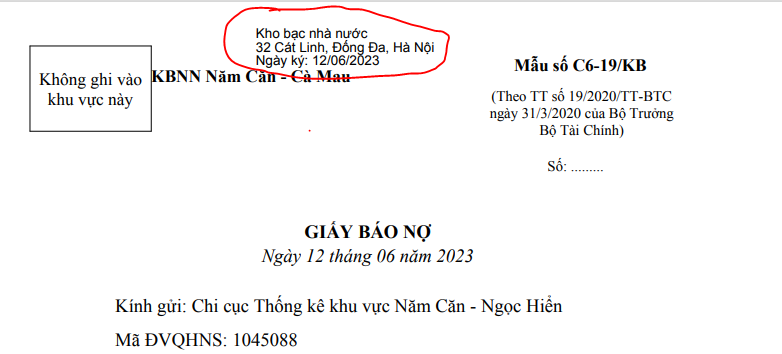 Kho bạc nhà nước
32 Cát Linh, Đống Đa, Hà Nội
Ngày ký: 12/06/2023
Không ghi vào
khu vực này
KBNN Năm Căn - Cà Mau
Mẫu số C6-19/KB
(Theo TT số 19/2020/TT-BTC
ngày 31/3/2020 của Bộ Trưởng
Bộ Tài Chính)
Số: .........
GIẤY BÁO NỢ
Ngày 12 tháng 06 năm 2023
Kính gửi: Chi cục Thống kê khu vực Năm Căn - Ngọc Hiển
Mã ĐVQHNS: 1045088